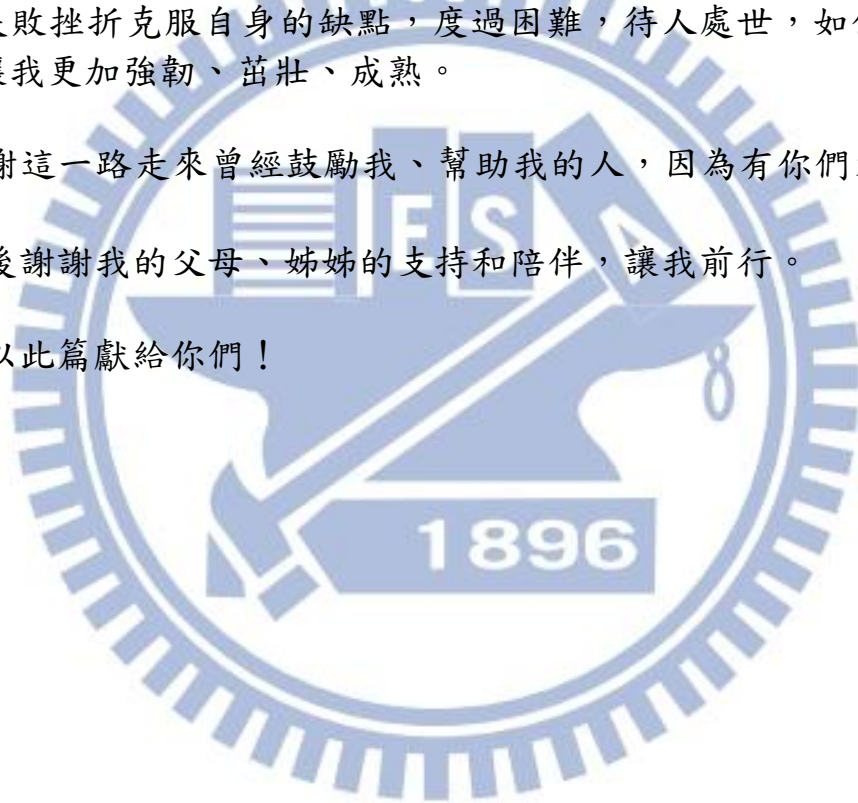 敗挫折克服自身的缺點，度過困難，待人處世，如
我更加強韌、茁壯、成熟。
謝這一路走來曾經鼓勵我、幫助我的人，因為有你們
E S A
後謝謝我的父母、姊姊的支持和陪伴，讓我前行。
以此篇獻給你們！
1896